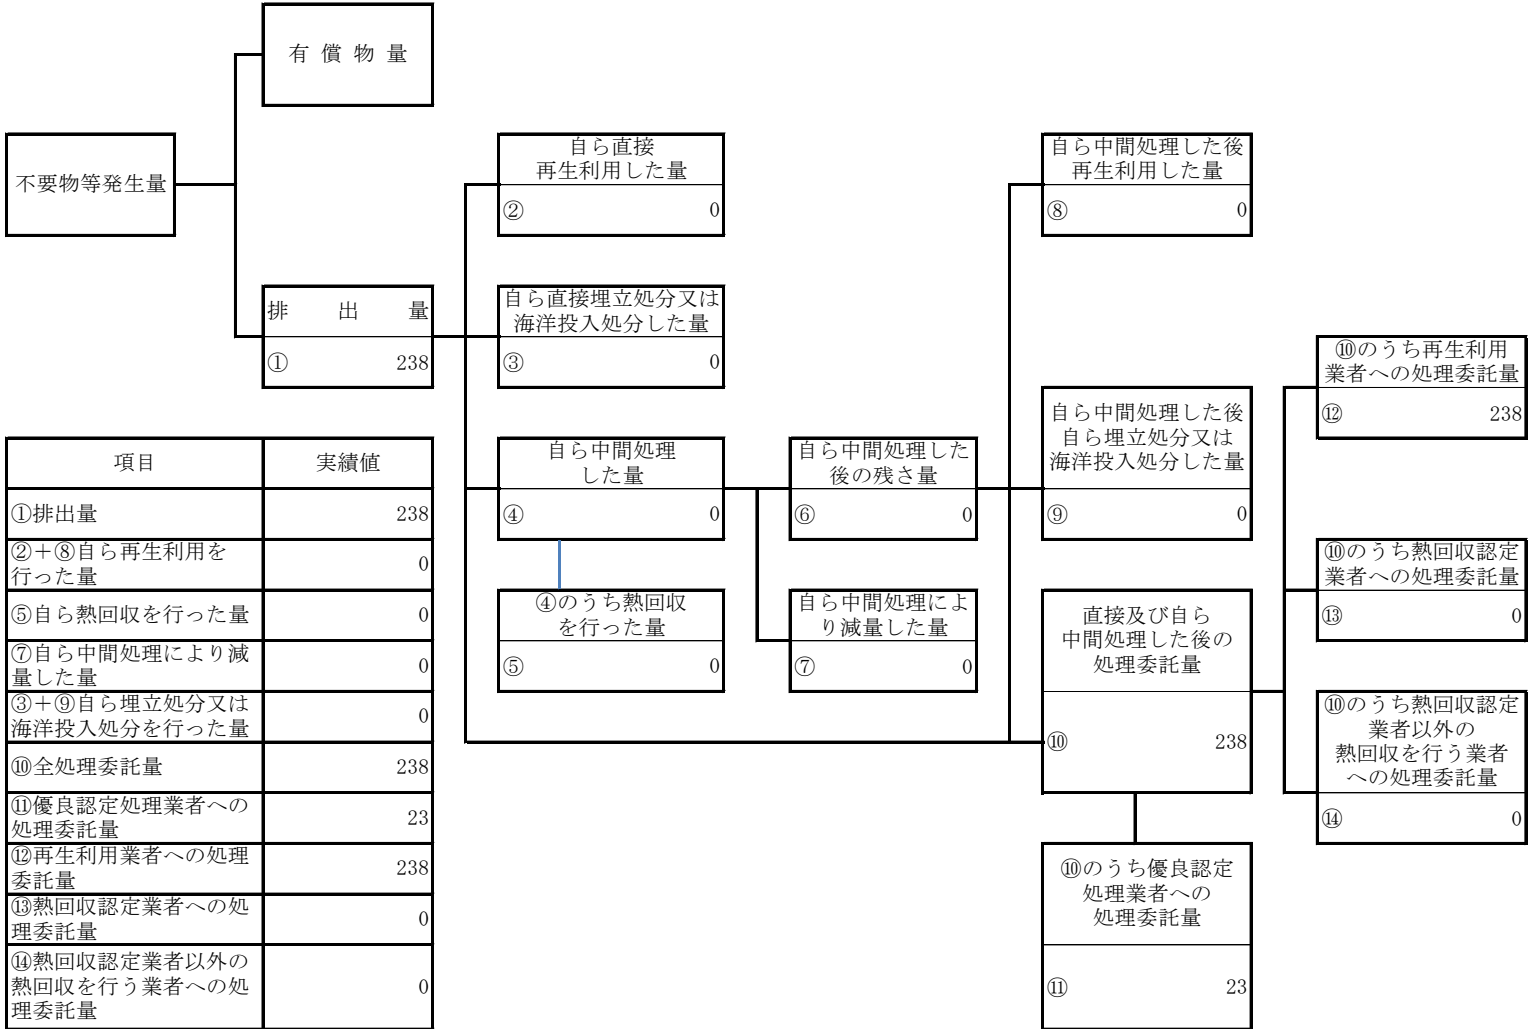 有 償 物 量
不要物等発生量
自ら直接
再生利用した量
② 0
自ら中間処理した後
再生利用した量
⑧ 0
排 出 量
① 238
自ら直接埋立処分又は
海洋投入処分した量
③ 0
⑩のうち再生利用
業者への処理委託量
⑫ 238
自ら中間処理
した量
④ 0
自ら中間処理した
後の残さ量
⑥ 0
自ら中間処理した後
自ら埋立処分又は
海洋投入処分した量
⑨ 0
④のうち熱回収
を行った量
⑤ 0
自ら中間処理によ
り減量した量
⑦ 0
直接及び自ら
中間処理した後の
処理委託量
⑩ 238
⑩のうち熱回収認定
業者への処理委託量
⑬ 0
⑩のうち熱回収認定
業者以外の
熱回収を行う業者
への処理委託量
⑭ 0
⑩のうち優良認定
処理業者への
処理委託量
⑪ 23
項目 実績値
①排出量 238
②＋⑧自ら再生利用を
行った量 0
⑤自ら熱回収を行った量 0
⑦自ら中間処理により減
量した量 0
③＋⑨自ら埋立処分又は
海洋投入処分を行った量 0
⑩全処理委託量 238
⑪優良認定処理業者への
処理委託量 23
⑫再生利用業者への処理
委託量 238
⑬熱回収認定業者への処
理委託量 0
⑭熱回収認定業者以外の
熱回収を行う業者への処
理委託量 0